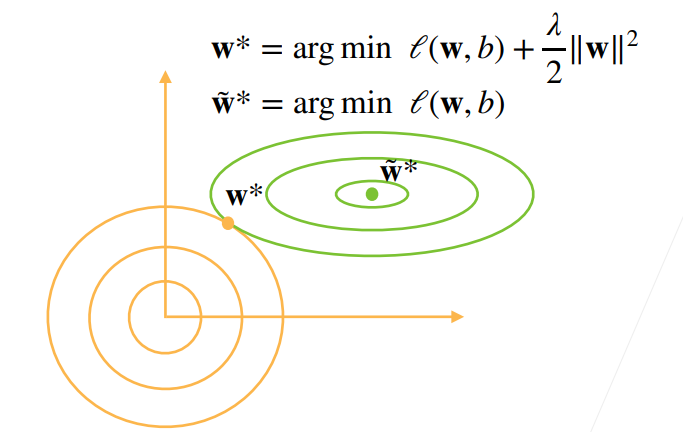 w* = arg min ℓ(w, b) + λ/2 ‖w‖²
w̃* = arg min ℓ(w, b)
w̃*
w*